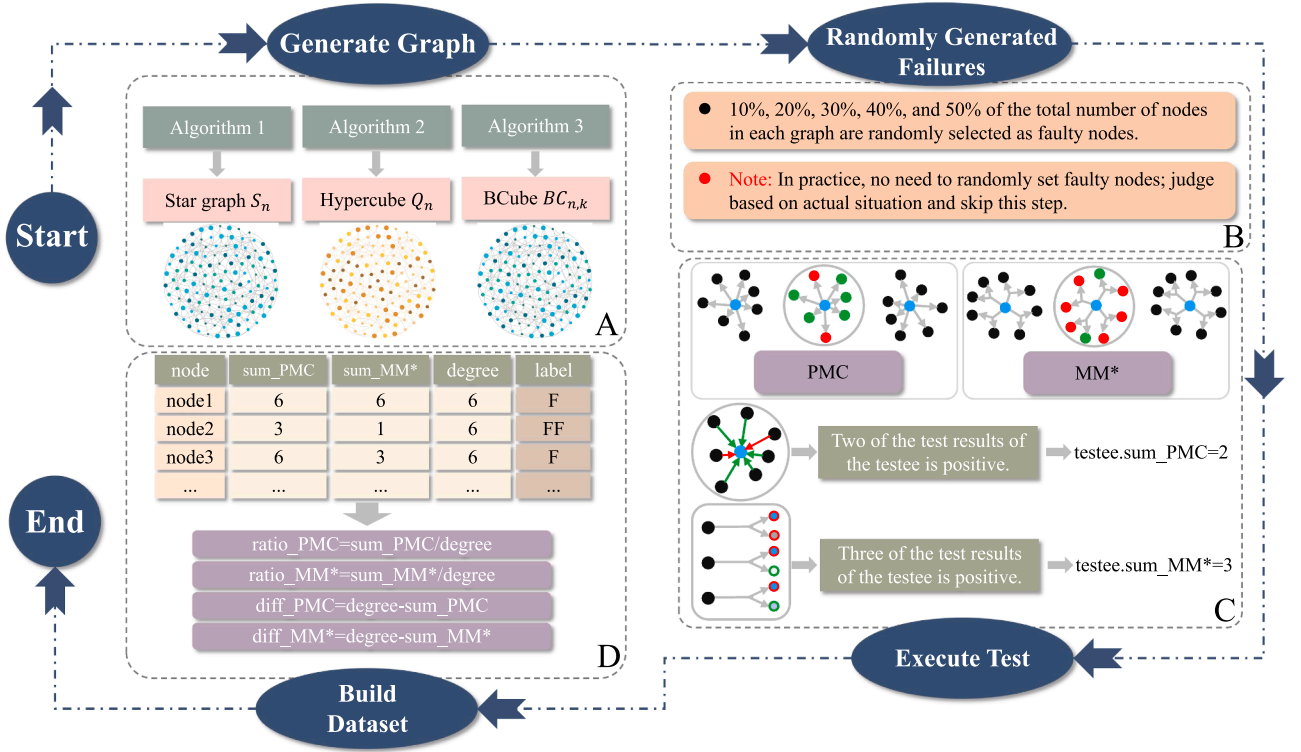 Generate Graph
Randomly Generated
Failures
Start
Algorithm 1
Algorithm 2
Algorithm 3
Star graph Sₙ
Hypercube Qₙ
BCube BCₙ,ₖ
A
10%, 20%, 30%, 40%, and 50% of the total number of nodes
in each graph are randomly selected as faulty nodes.
Note: In practice, no need to randomly set faulty nodes; judge
based on actual situation and skip this step.
B
PMC
MM*
Two of the test results of
the testee is positive.
testee.sum_PMC=2
Three of the test results
of the testee is positive.
testee.sum_MM*=3
C
Execute Test
node sum_PMC sum_MM* degree label
node1 6 6 6 F
node2 3 1 6 FF
node3 6 3 6 F
... ... ... ... ...
ratio_PMC=sum_PMC/degree
ratio_MM*=sum_MM*/degree
diff_PMC=degree-sum_PMC
diff_MM*=degree-sum_MM*
D
Build
Dataset
End